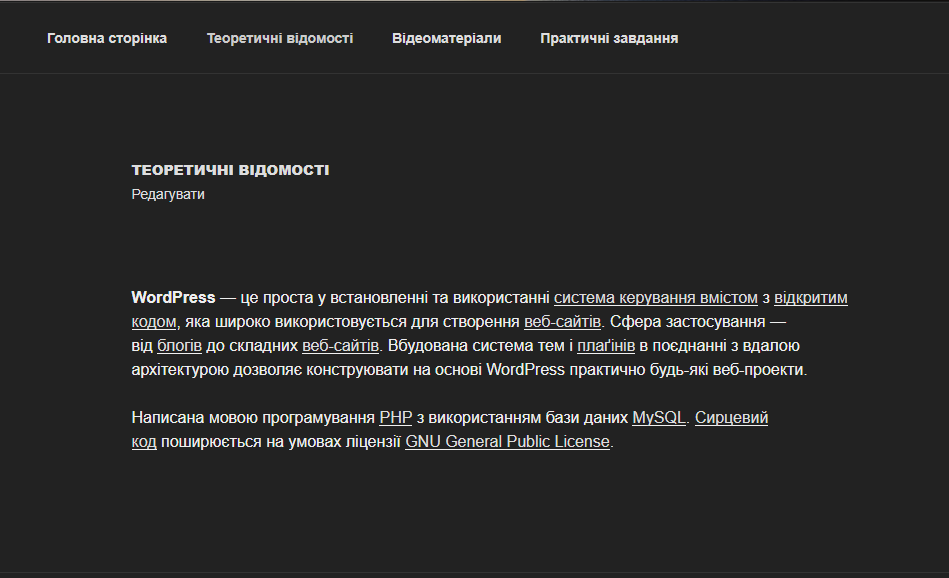 Головна сторінка Теоретичні відомості Відеоматеріали Практичні завдання
ТЕОРЕТИЧНІ ВІДОМОСТІ
Редагувати
WordPress — це проста у встановленні та використанні система керування вмістом з відкритим
кодом, яка широко використовується для створення веб-сайтів. Сфера застосування —
від блогів до складних веб-сайтів. Вбудована система тем і плаґінів в поєднанні з вдалою
архітектурою дозволяє конструювати на основі WordPress практично будь-які веб-проекти.
Написана мовою програмування PHP з використанням бази даних MySQL. Сирцевий
код поширюється на умовах ліцензії GNU General Public License.